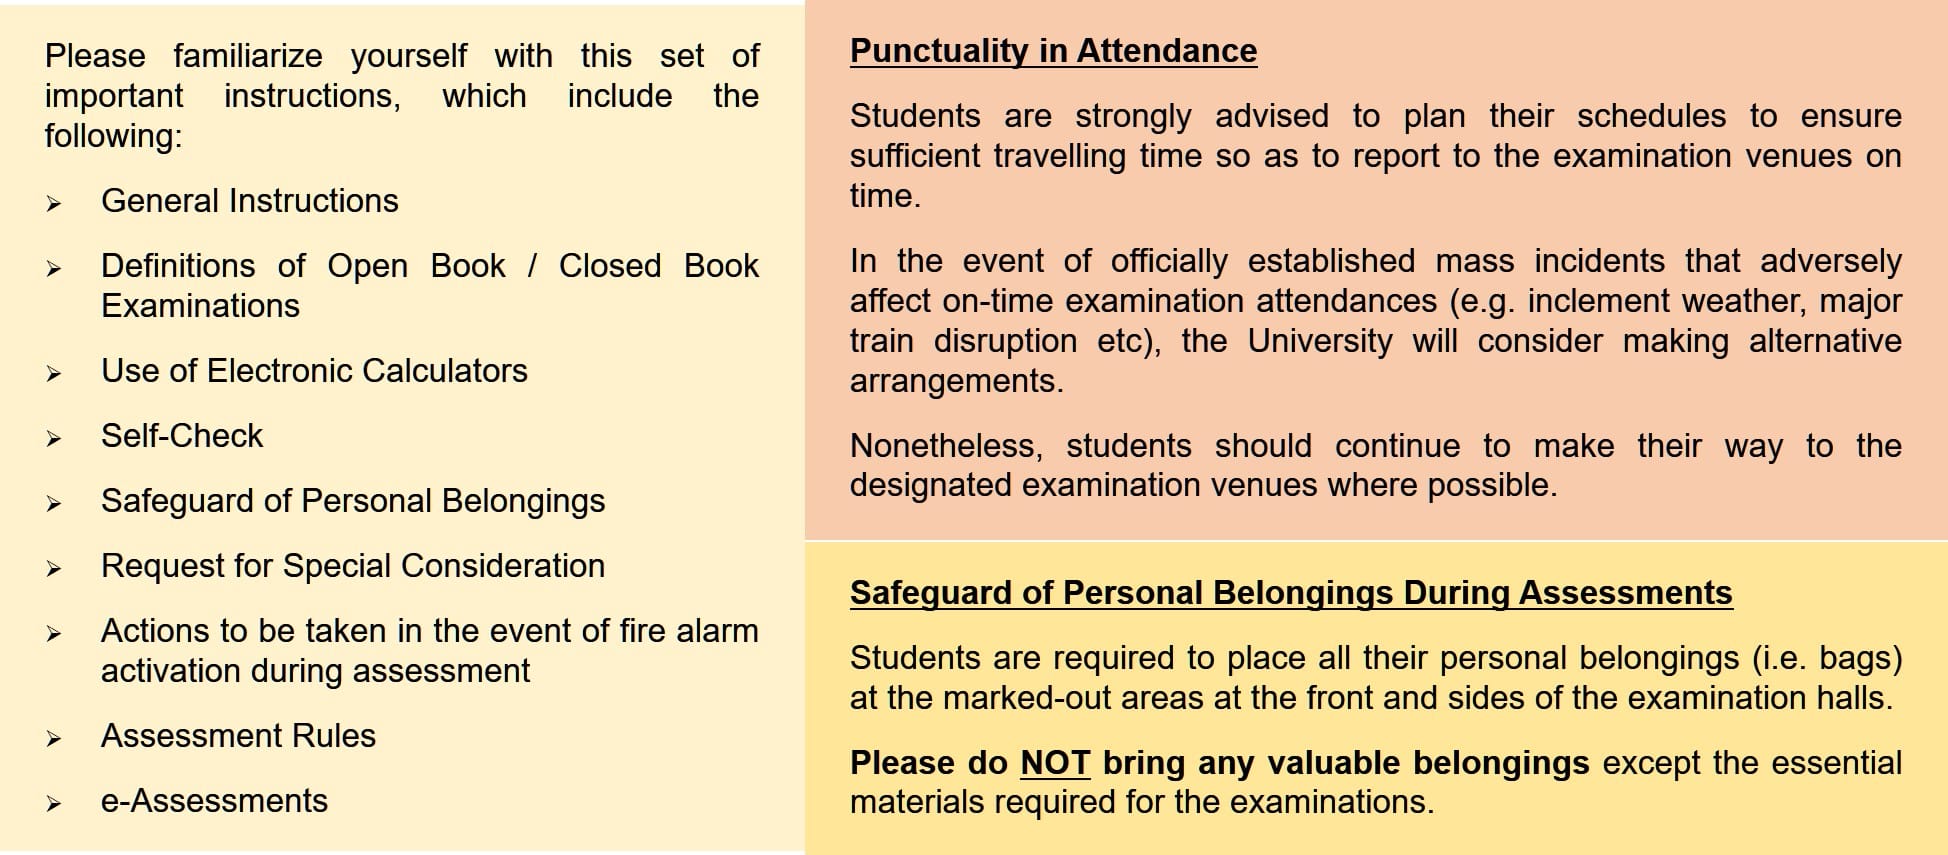 Please familiarize yourself with this set of
important instructions, which include the
following:
➢ General Instructions
➢ Definitions of Open Book / Closed Book
Examinations
➢ Use of Electronic Calculators
➢ Self-Check
➢ Safeguard of Personal Belongings
➢ Request for Special Consideration
➢ Actions to be taken in the event of fire alarm
activation during assessment
➢ Assessment Rules
➢ e-Assessments
Punctuality in Attendance
Students are strongly advised to plan their schedules to ensure
sufficient travelling time so as to report to the examination venues on
time.
In the event of officially established mass incidents that adversely
affect on-time examination attendances (e.g. inclement weather, major
train disruption etc), the University will consider making alternative
arrangements.
Nonetheless, students should continue to make their way to the
designated examination venues where possible.
Safeguard of Personal Belongings During Assessments
Students are required to place all their personal belongings (i.e. bags)
at the marked-out areas at the front and sides of the examination halls.
Please do NOT bring any valuable belongings except the essential
materials required for the examinations.